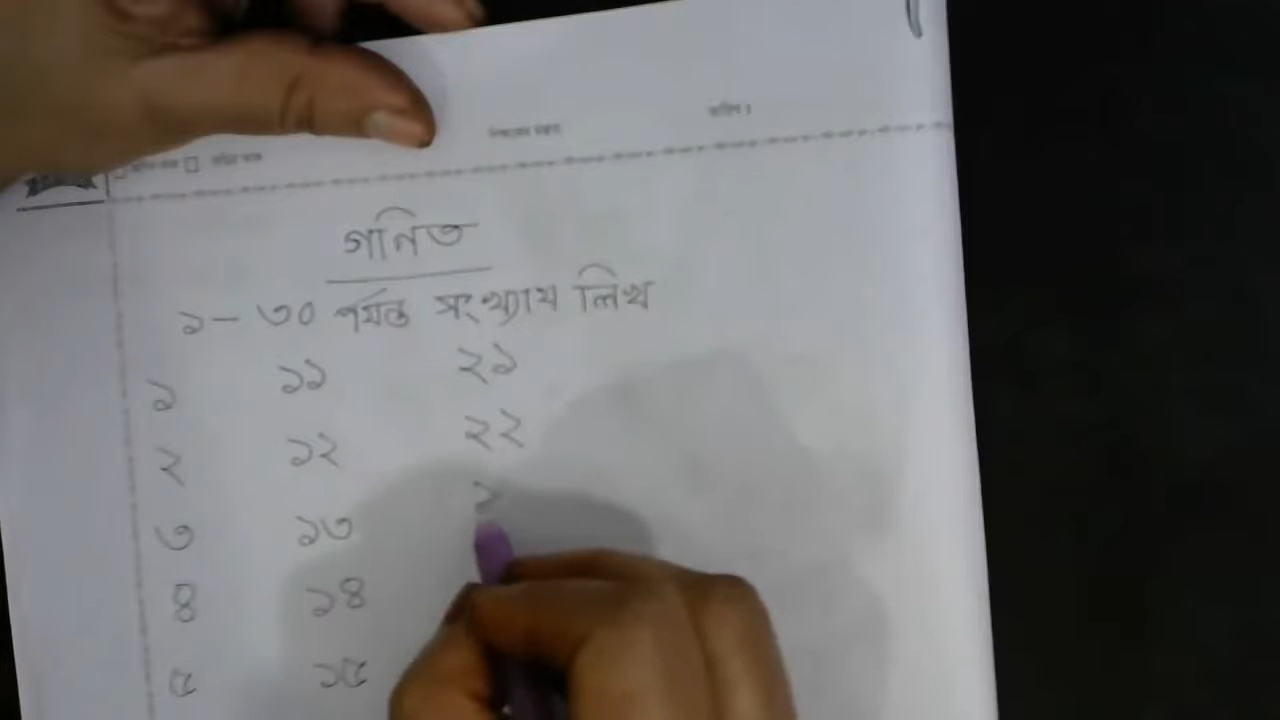 গনিত
১- ৩০ পর্যন্ত সংখ্যায লিখ
১ ১১ ২১
২ ১২ ২২
৩ ১৩
৪ ১৪
৫ ১৫